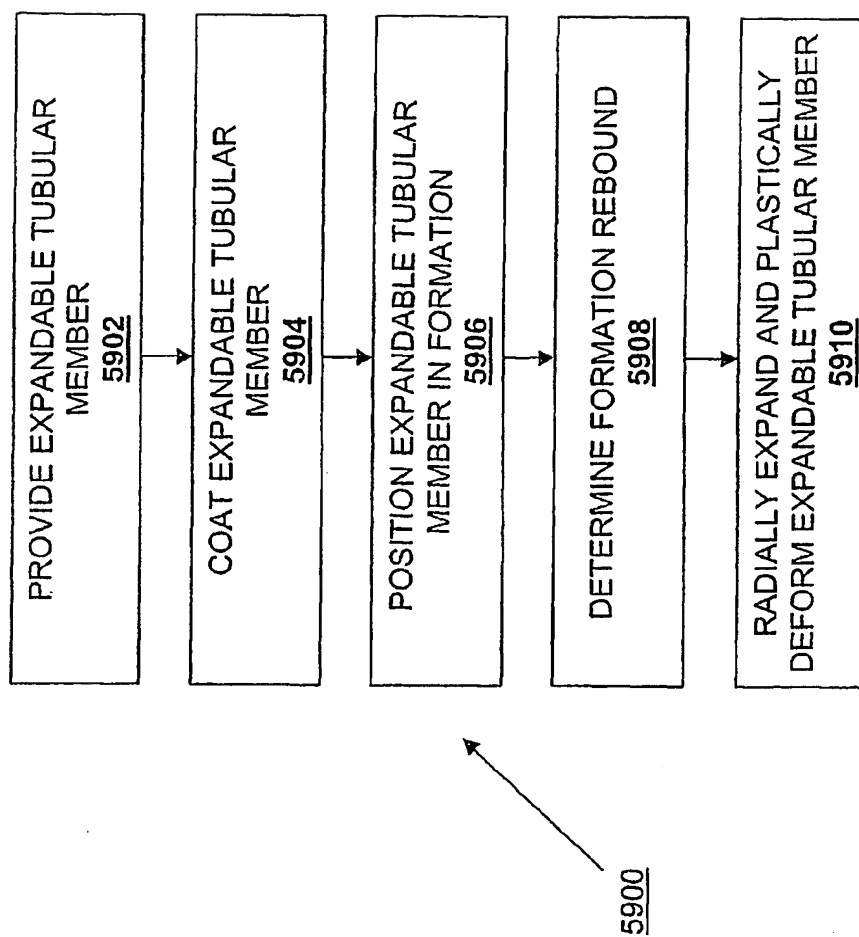 PROVIDE EXPANDABLE TUBULAR
MEMBER
5902
COAT EXPANDABLE TUBULAR
MEMBER
5904
POSITION EXPANDABLE TUBULAR
MEMBER IN FORMATION
5906
DETERMINE FORMATION REBOUND
5908
RADIALLY EXPAND AND PLASTICALLY
DEFORM EXPANDABLE TUBULAR MEMBER
5910
5900